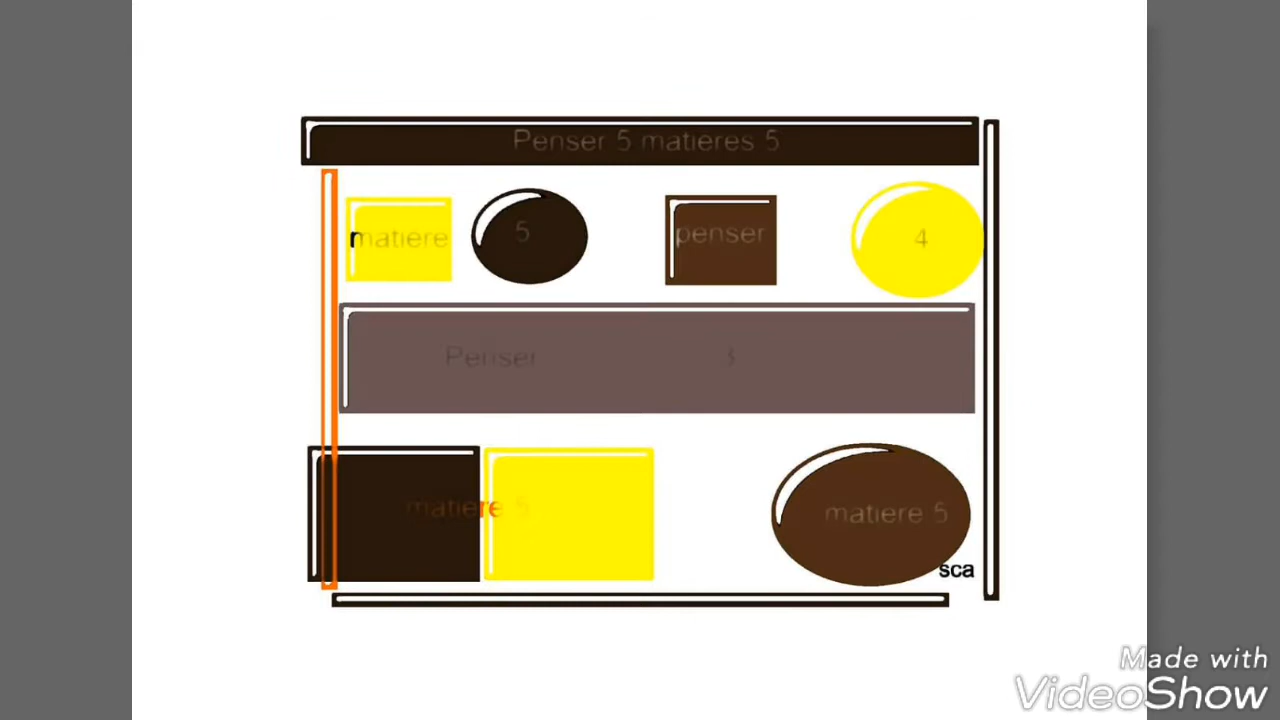 Penser 5 matieres 5
matiere 5 penser 4
Penser 3
matiere 5 matiere 5
sca
Made with
VideoShow